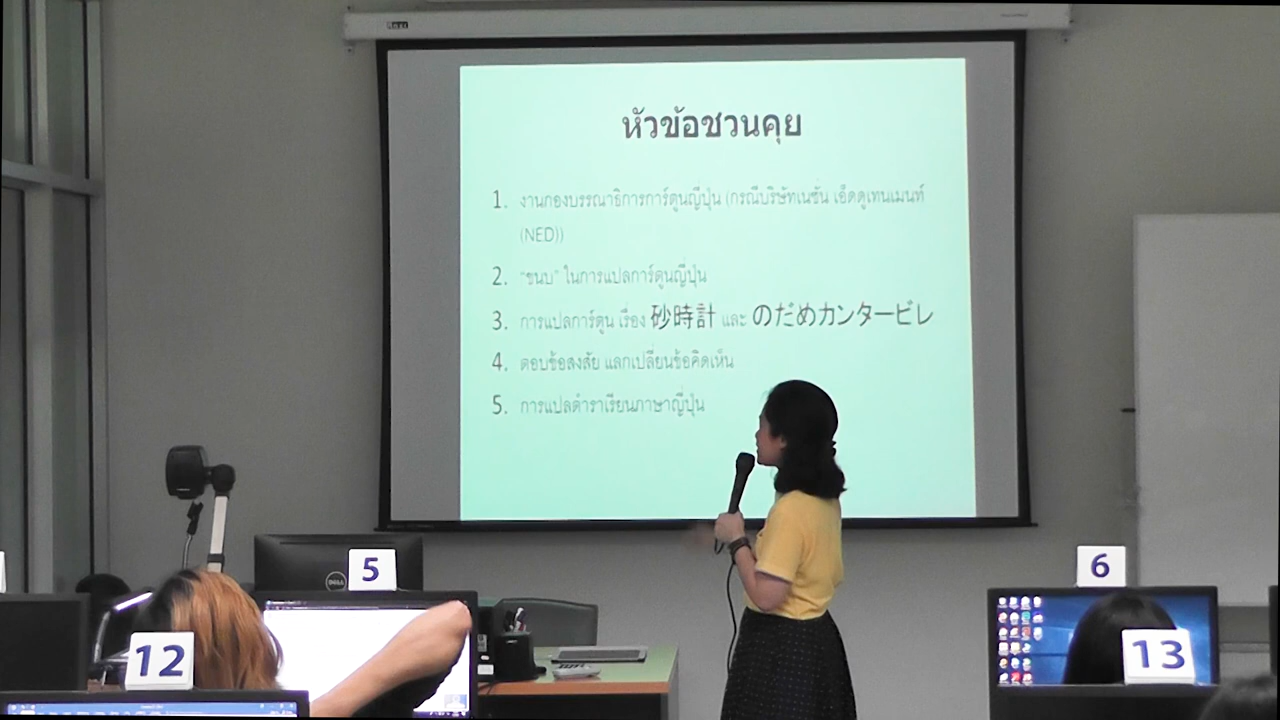 หัวข้อชวนคุย
1. งานกองบรรณาธิการการ์ตูนญี่ปุ่น (กรณีบริษัทเนชั่น เอ็ดดูเทนเมนท์
(NED))
2. "ขนบ" ในการแปลการ์ตูนญี่ปุ่น
3. การแปลการ์ตูน เรื่อง 砂時計 และ のだめカンタービレ
4. ตอบข้อสงสัย แลกเปลี่ยนข้อคิดเห็น
5. การแปลตำราเรียนภาษาญี่ปุ่น
5
6
DELL
12
13